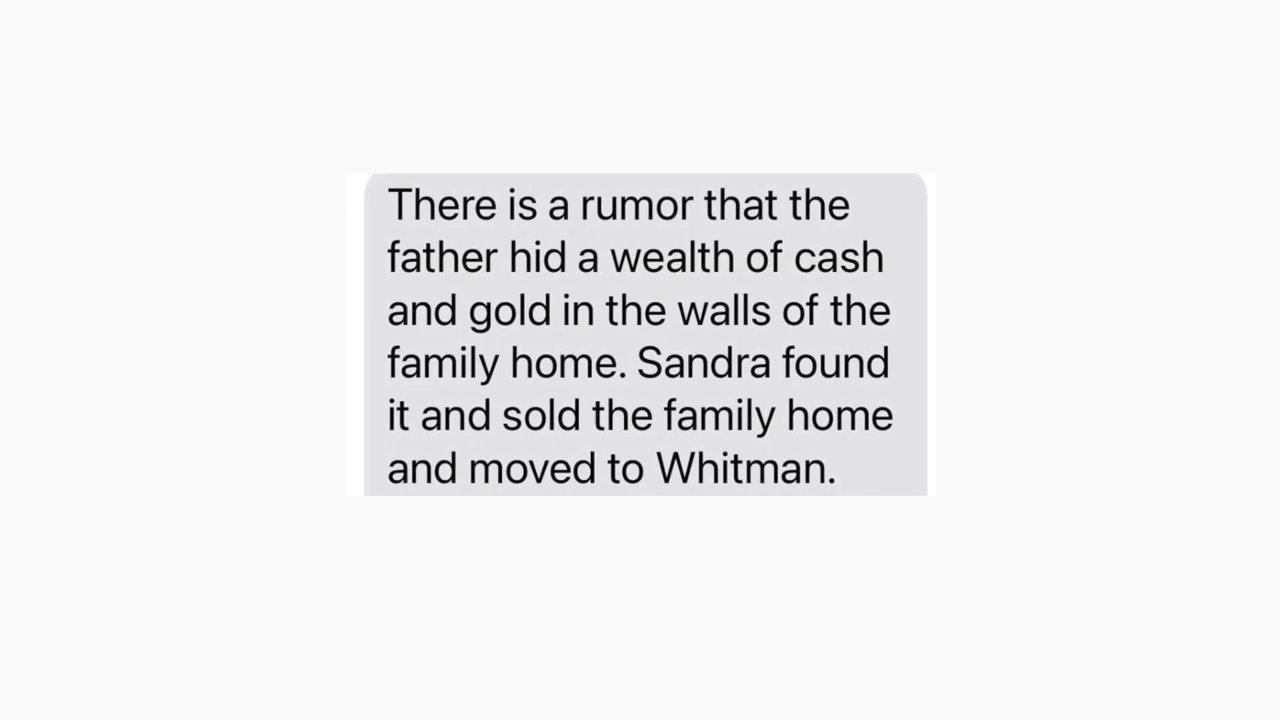 There is a rumor that the
father hid a wealth of cash
and gold in the walls of the
family home. Sandra found
it and sold the family home
and moved to Whitman.